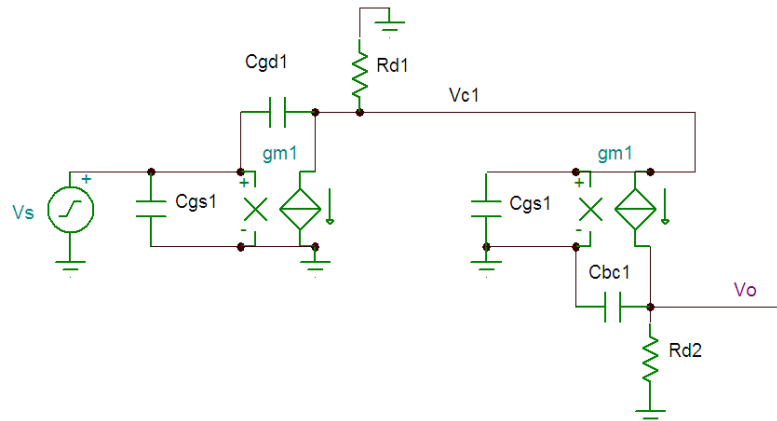 Cgd1
Rd1
Vc1
gm1
gm1
+
Vs
Cgs1
+
-
Cgs1
+
-
Cbc1
Vo
Rd2